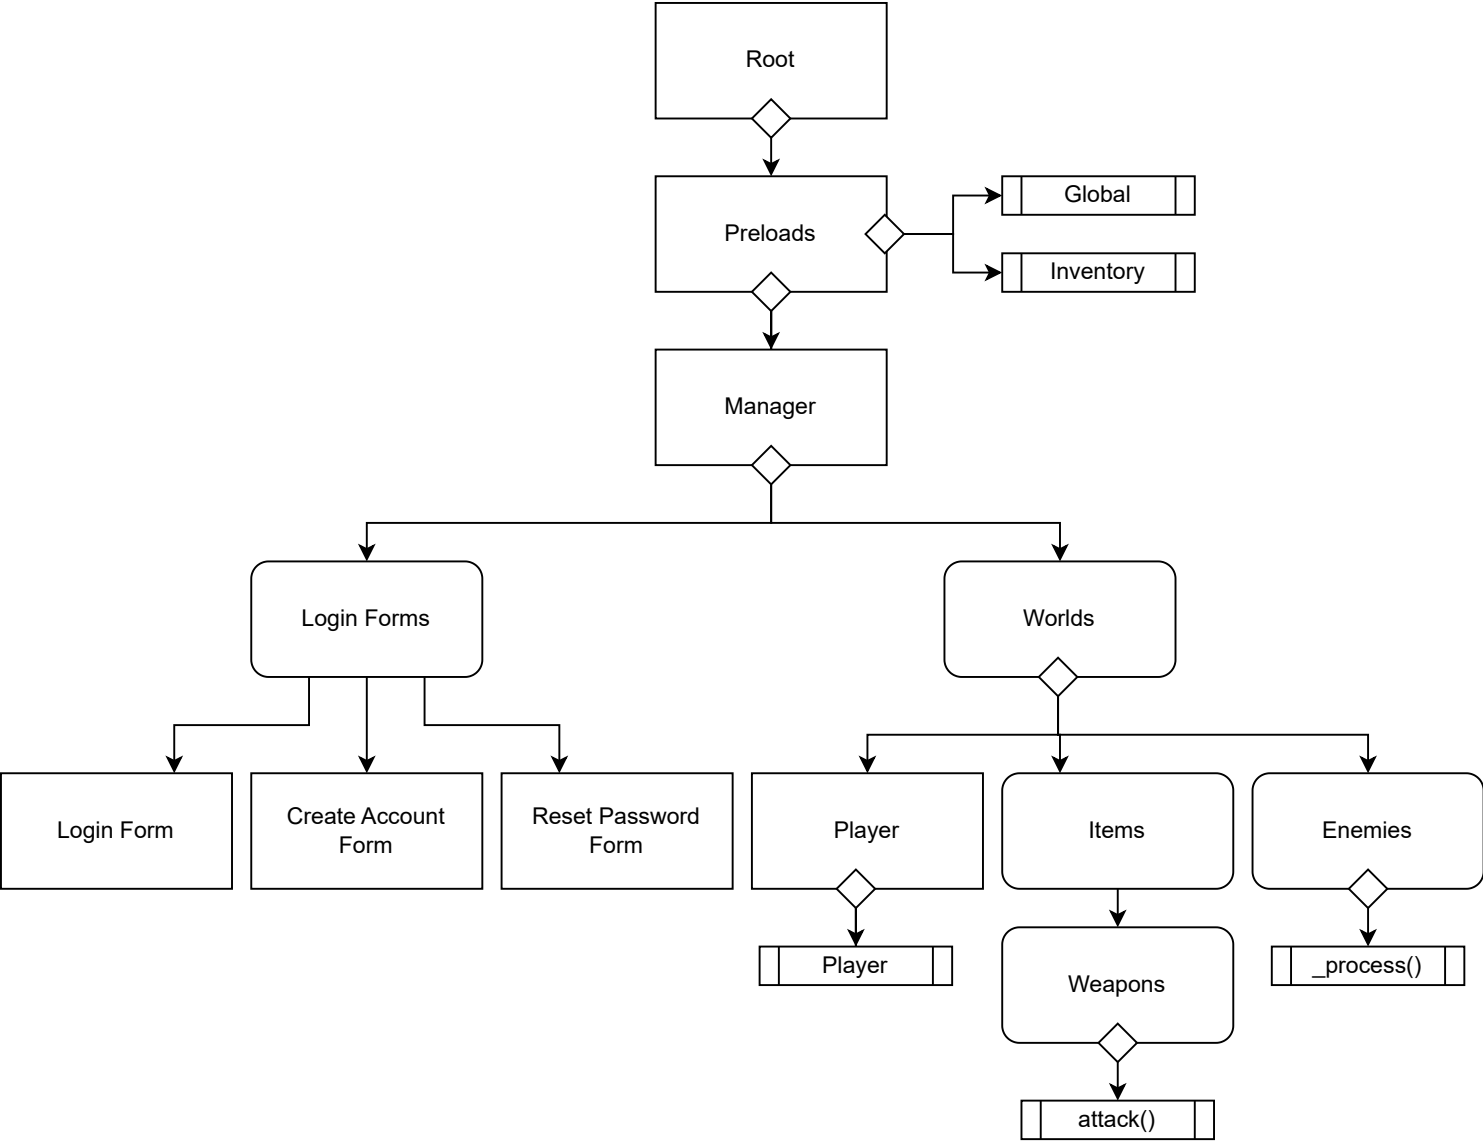 Root
Preloads
Global
Inventory
Manager
Login Forms
Worlds
Login Form
Create Account
Form
Reset Password
Form
Player
Items
Enemies
Player
Weapons
_process()
attack()